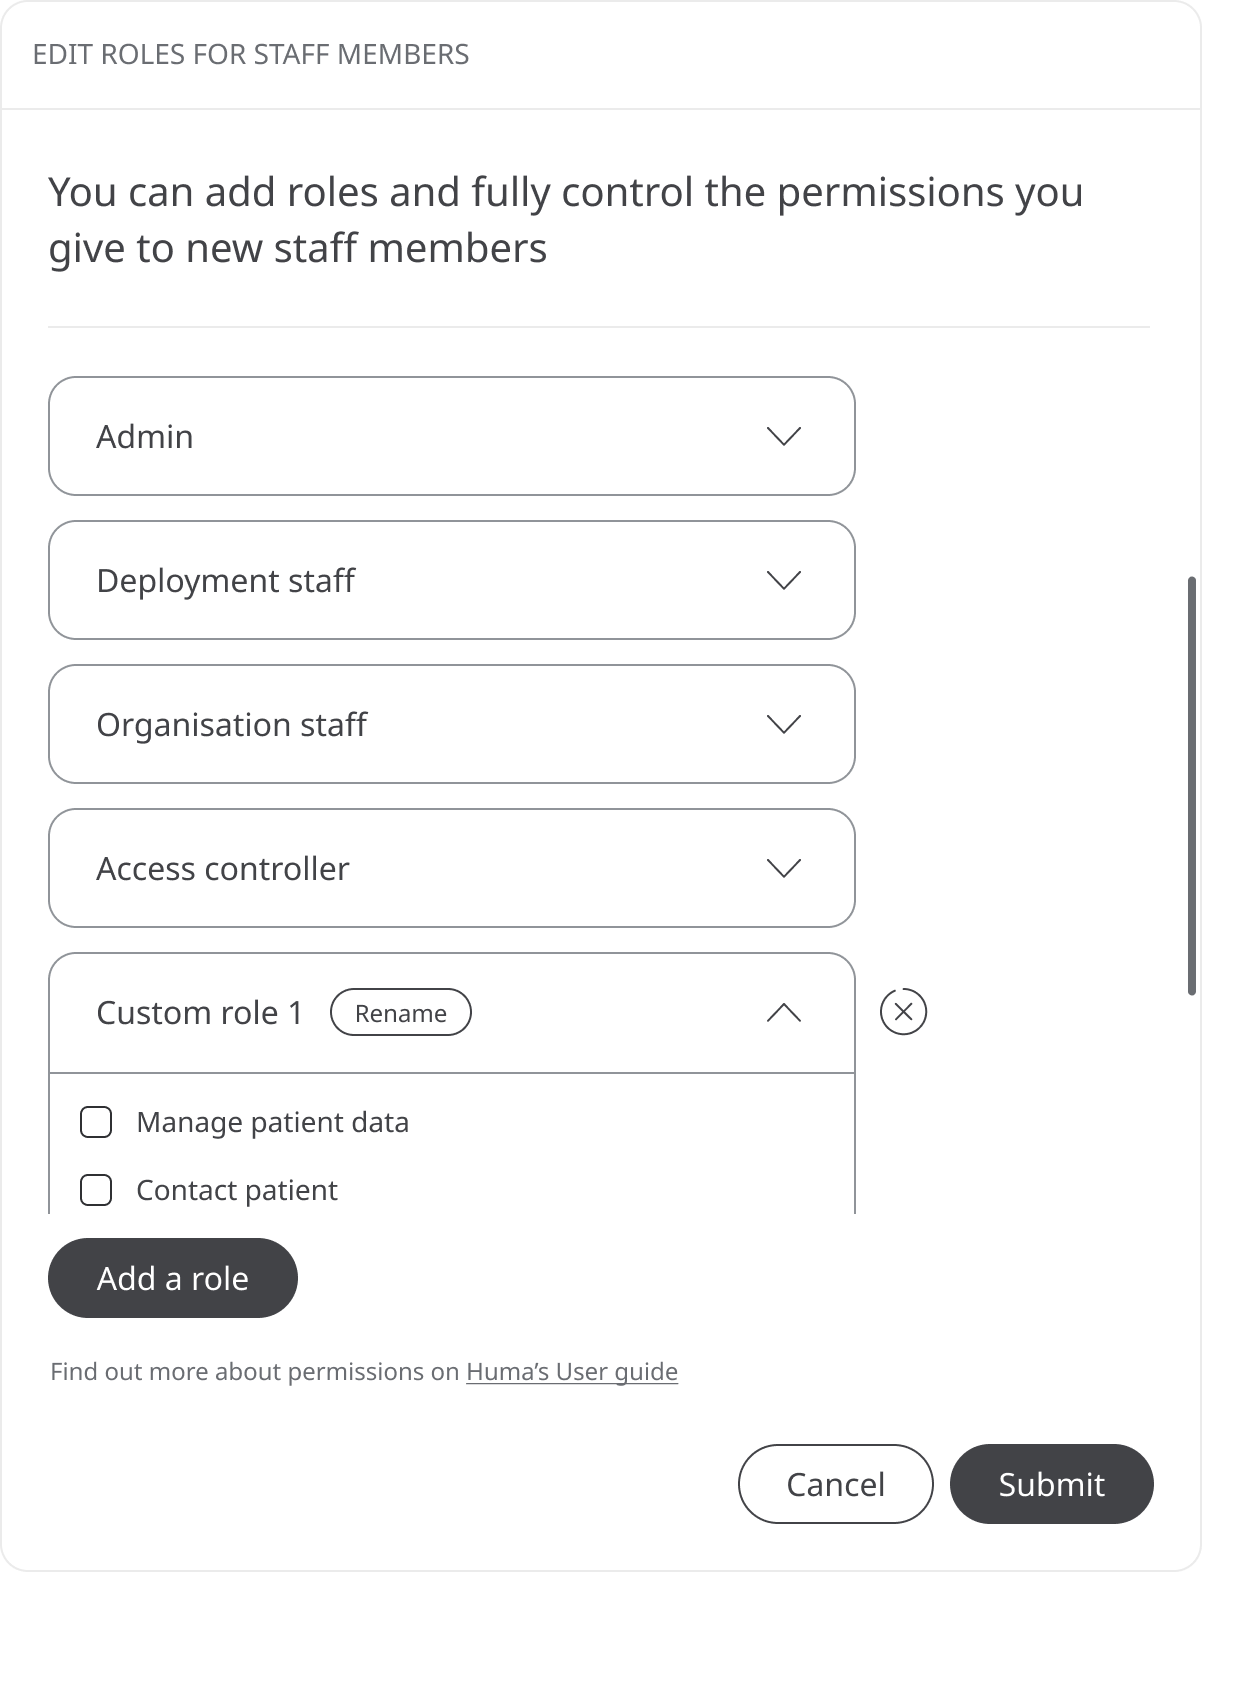 EDIT ROLES FOR STAFF MEMBERS
You can add roles and fully control the permissions you
give to new staff members
Admin
Deployment staff
Organisation staff
Access controller
Custom role 1 Rename
Manage patient data
Contact patient
Add a role
Find out more about permissions on Huma’s User guide
Cancel Submit